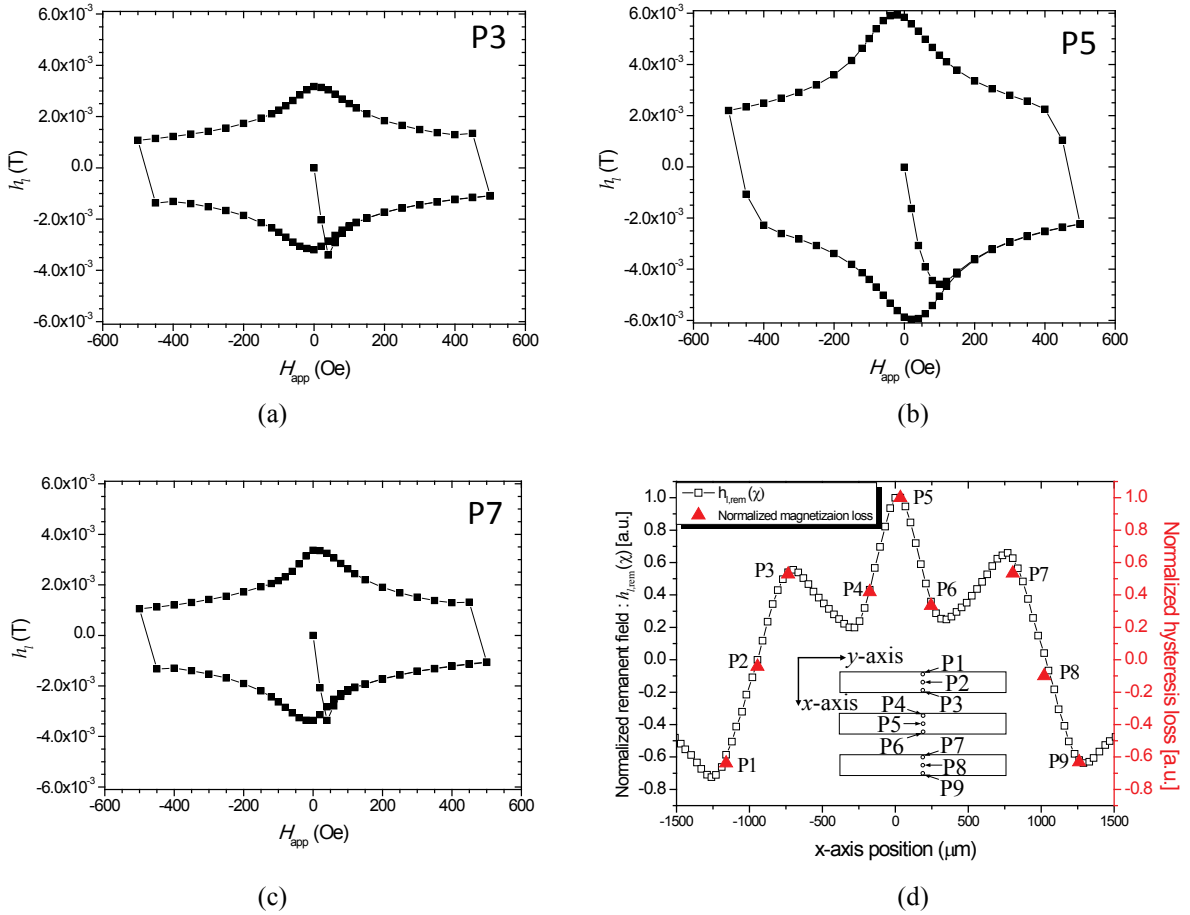 P3
6.0x10⁻³
4.0x10⁻³
2.0x10⁻³
0.0
-2.0x10⁻³
-4.0x10⁻³
-6.0x10⁻³
h_l (T)
-600 -400 -200 0 200 400 600
H_app (Oe)
(a)
P5
6.0x10⁻³
4.0x10⁻³
2.0x10⁻³
0.0
-2.0x10⁻³
-4.0x10⁻³
-6.0x10⁻³
h_l (T)
-600 -400 -200 0 200 400 600
H_app (Oe)
(b)
P7
6.0x10⁻³
4.0x10⁻³
2.0x10⁻³
0.0
-2.0x10⁻³
-4.0x10⁻³
-6.0x10⁻³
h_l (T)
-600 -400 -200 0 200 400 600
H_app (Oe)
(c)
h_l,rem(χ)
Normalized magnetizaion loss
1.0
0.8
0.6
0.4
0.2
0.0
-0.2
-0.4
-0.6
-0.8
Normalized remanent field : h_l,rem(χ) [a.u.]
P5
P3
P7
P4
P6
P2
P8
P1
P9
y-axis
x-axis
P1
P2
P3
P4
P5
P6
P7
P8
P9
1.0
0.8
0.6
0.4
0.2
0.0
-0.2
-0.4
-0.6
-0.8
Normalized hysteresis loss [a.u.]
-1500 -1000 -500 0 500 1000 1500
x-axis position (μm)
(d)